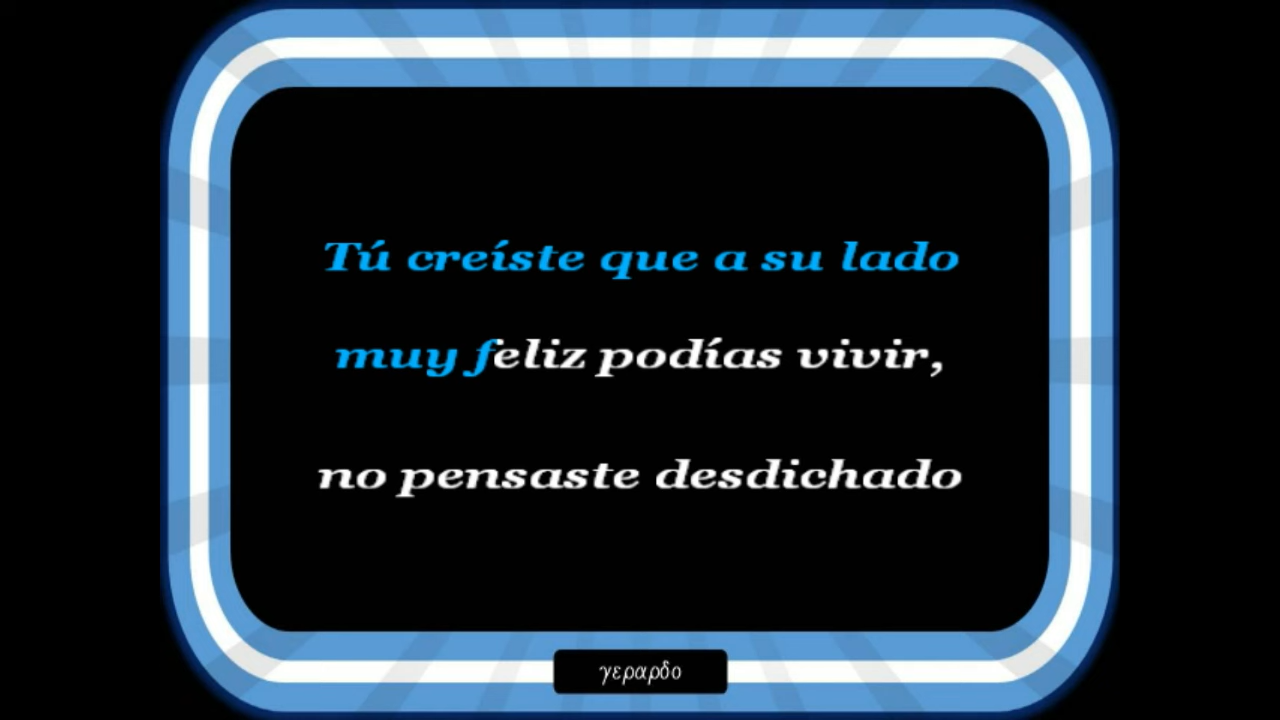 Tú creíste que a su lado
muy feliz podías vivir,
no pensaste desdichado
γεραρδο